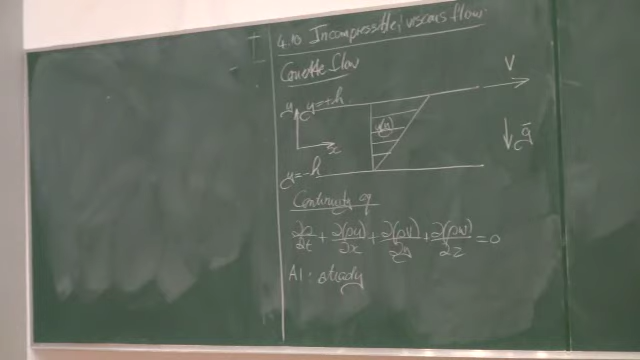 4.10 Incompressible, viscous flow.
Couette flow
V
y y=+h
u(y)
x
g
y=-h
Continuity eq
∂ρ/∂t + ∂(ρu)/∂x + ∂(ρv)/∂y + ∂(ρw)/∂z = 0
A1: steady